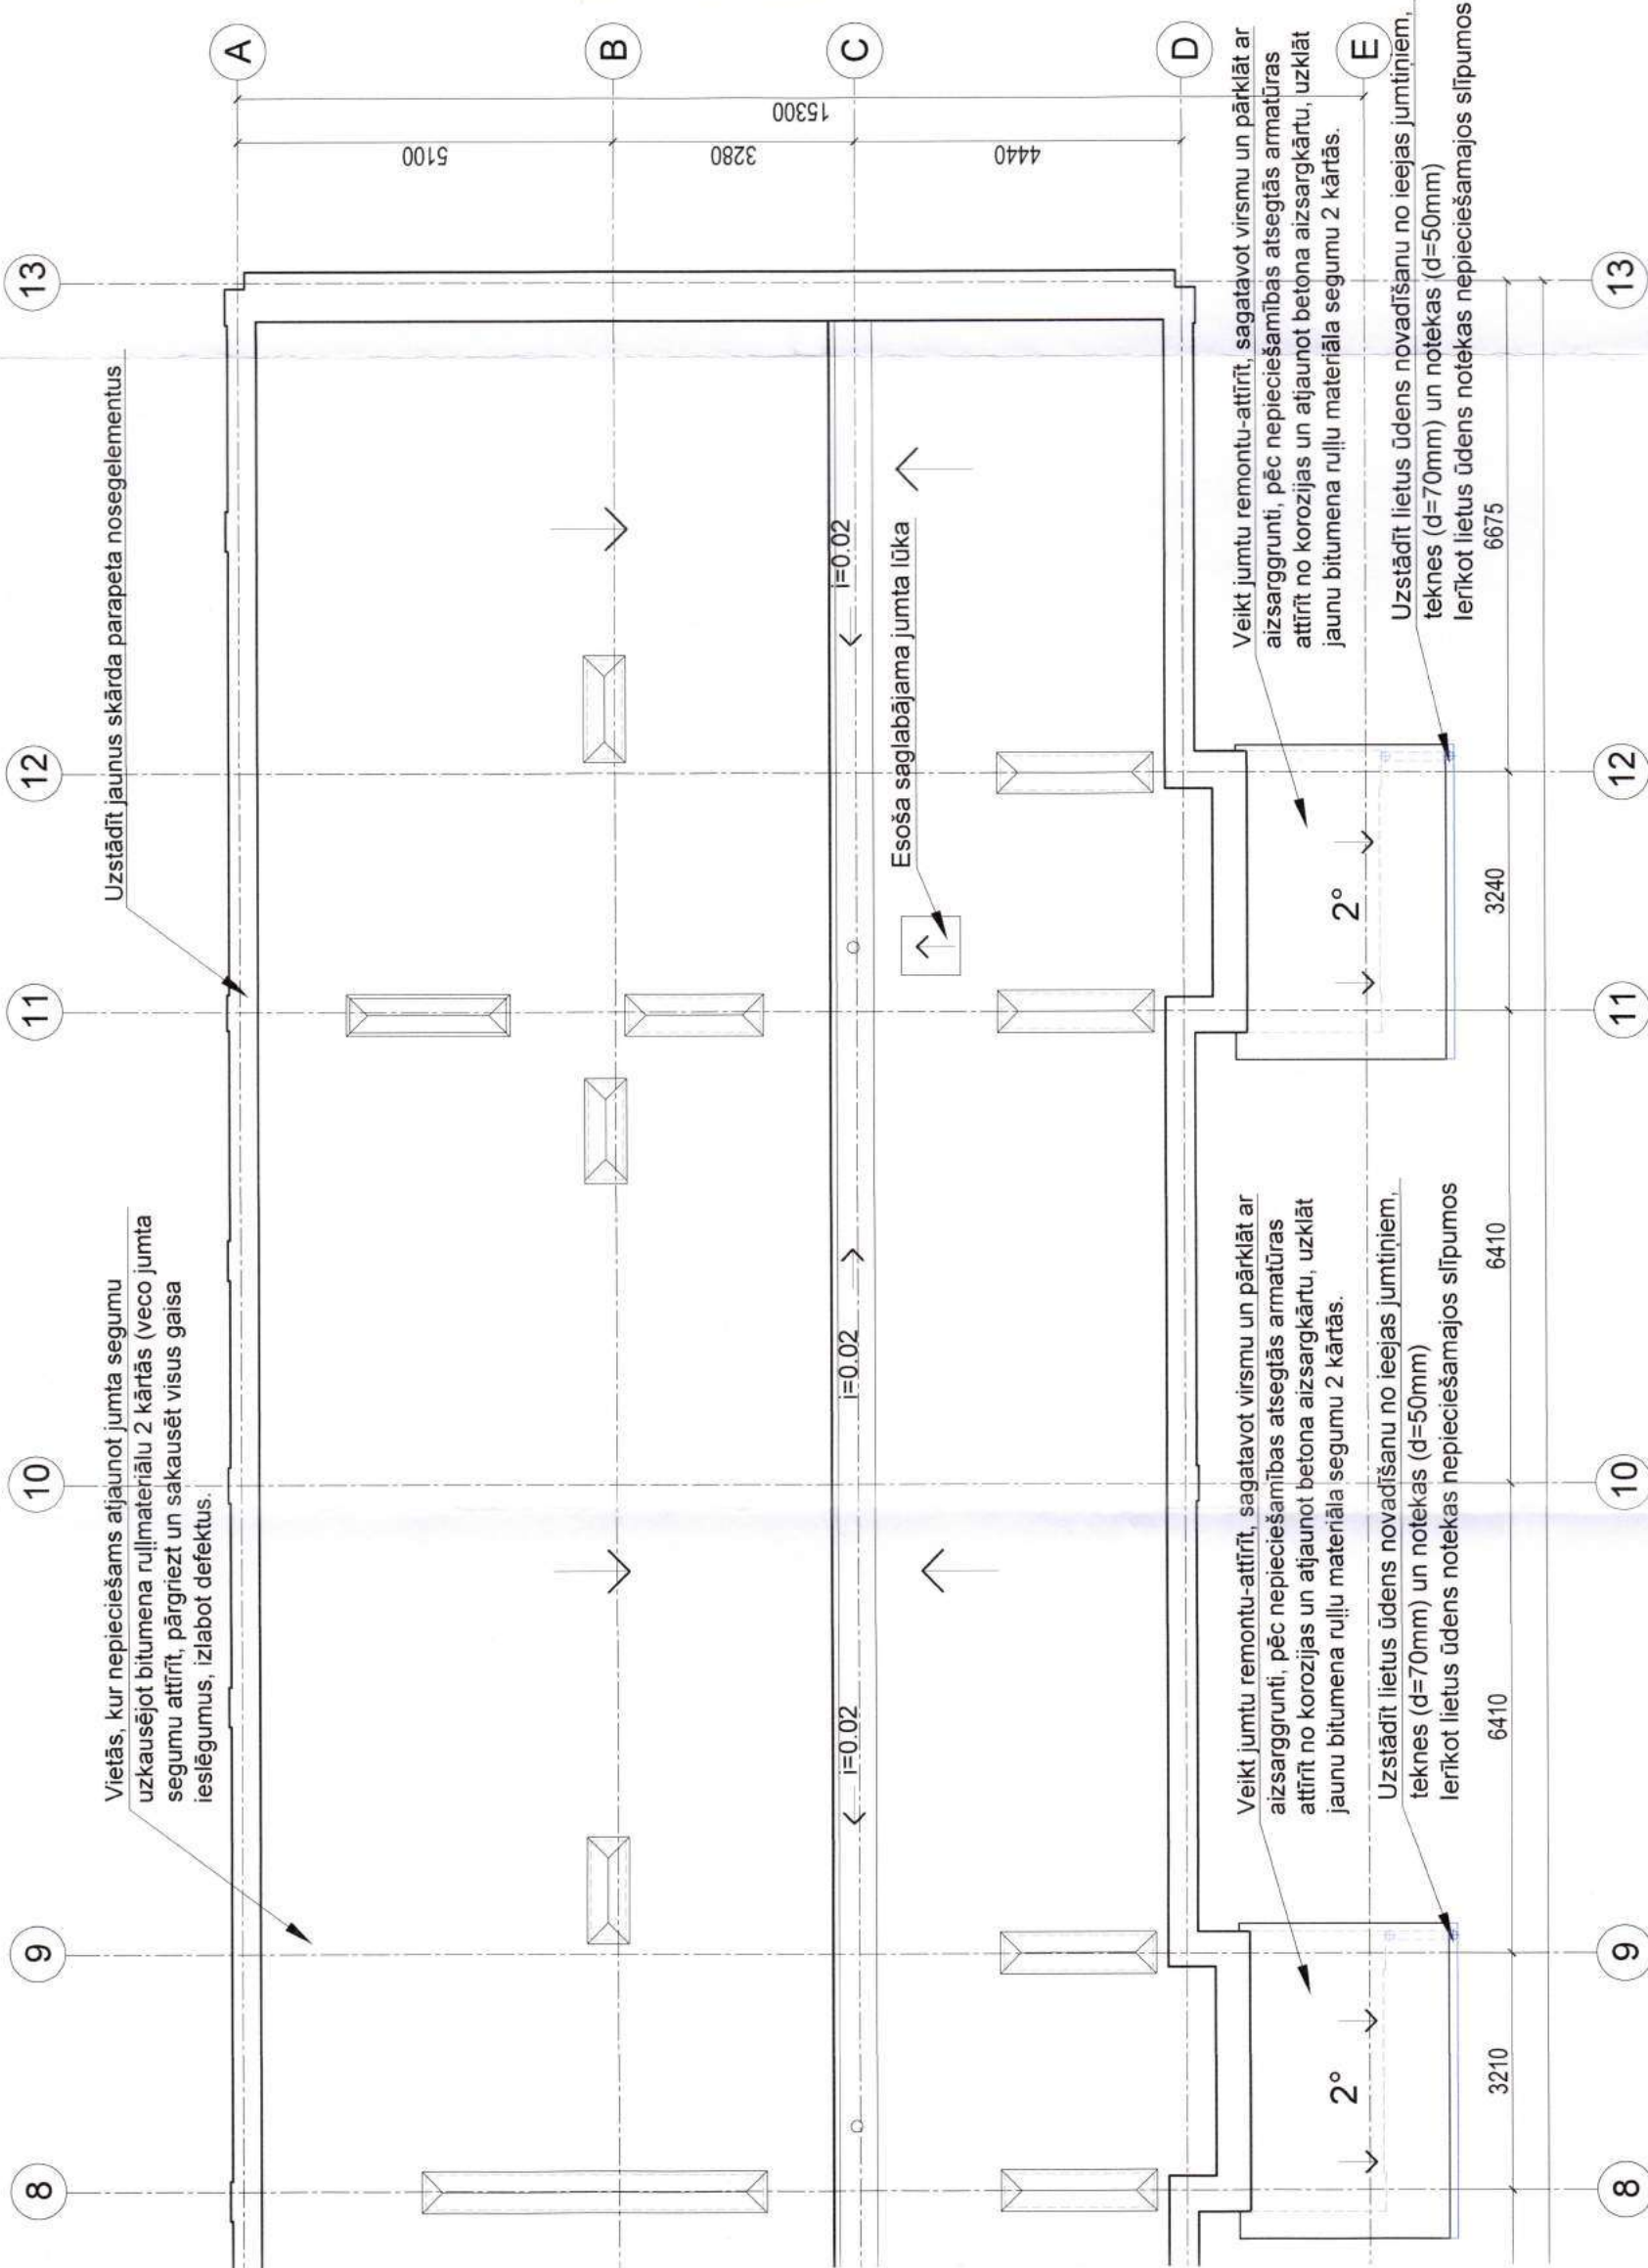 8
9
10
11
12
13
Vietās, kur nepieciešams atjaunot jumta segumu
uzkausējot bitumena ruļļmateriālu 2 kārtās (veco jumta
segumu attīrīt, pārgriezt un sakausēt visus gaisa
ieslēgumus, izlabot defektus.
Uzstādīt jaunus skārda parapeta nosegelementus
A
B
C
D
E
5100
3280
4440
15300
i=0.02
i=0.02
i=0.02
Esoša saglabājama jumta lūka
Veikt jumtu remontu-attīrīt, sagatavot virsmu un pārklāt ar
aizsarggrunti, pēc nepieciešamības atsegtās armatūras
attīrīt no korozijas un atjaunot betona aizsargkārtu, uzklāt
jaunu bitumena ruļļu materiāla segumu 2 kārtās.
Uzstādīt lietus ūdens novadīšanu no ieejas jumtiņiem,
teknes (d=70mm) un notekas (d=50mm)
Ierīkot lietus ūdens notekas nepieciešamajos slīpumos
Veikt jumtu remontu-attīrīt, sagatavot virsmu un pārklāt ar
aizsarggrunti, pēc nepieciešamības atsegtās armatūras
attīrīt no korozijas un atjaunot betona aizsargkārtu, uzklāt
jaunu bitumena ruļļu materiāla segumu 2 kārtās.
Uzstādīt lietus ūdens novadīšanu no ieejas jumtiņiem,
teknes (d=70mm) un notekas (d=50mm)
Ierīkot lietus ūdens notekas nepieciešamajos slīpumos
2°
2°
3210
6410
6410
3240
6675
8
9
10
11
12
13